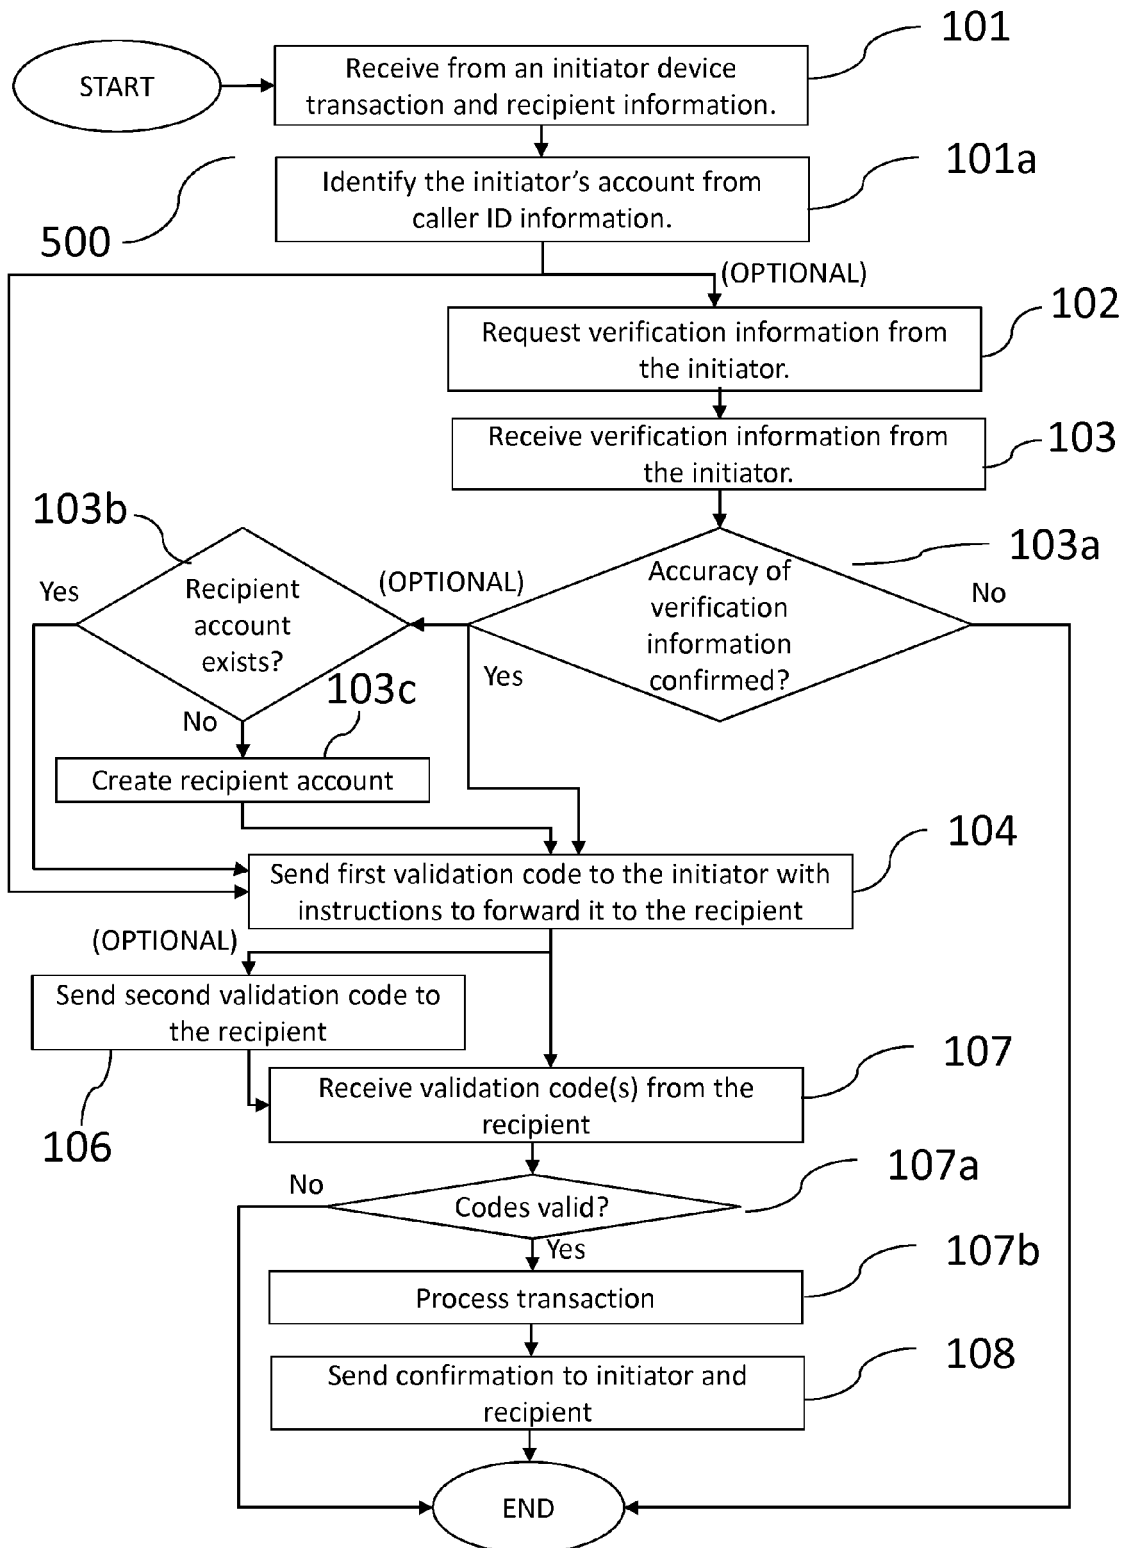 101
START
Receive from an initiator device
transaction and recipient information.
101a
Identify the initiator's account from
caller ID information.
500
(OPTIONAL)
102
Request verification information from
the initiator.
103
Receive verification information from
the initiator.
103b
103a
Yes
Recipient
account
exists?
(OPTIONAL)
Accuracy of
verification
information
confirmed?
No
Yes
103c
No
Create recipient account
104
Send first validation code to the initiator with
instructions to forward it to the recipient
(OPTIONAL)
Send second validation code to
the recipient
107
Receive validation code(s) from the
recipient
106
107a
No
Codes valid?
Yes
107b
Process transaction
108
Send confirmation to initiator and
recipient
END